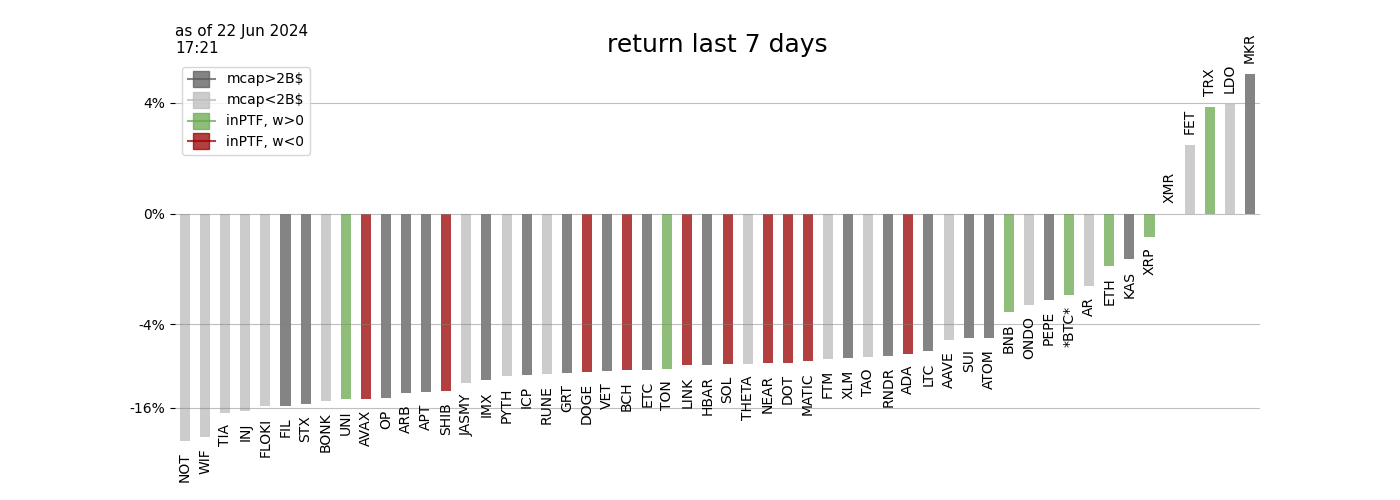 as of 22 Jun 2024
17:21
return last 7 days
mcap>2B$
mcap<2B$
inPTF, w>0
inPTF, w<0
4%
0%
-4%
-16%
NOT
WIF
TIA
INJ
FLOKI
FIL
STX
BONK
UNI
AVAX
OP
ARB
APT
SHIB
JASMY
IMX
PYTH
ICP
RUNE
GRT
DOGE
VET
BCH
ETC
TON
LINK
HBAR
SOL
THETA
NEAR
DOT
MATIC
FTM
XLM
TAO
RNDR
ADA
LTC
AAVE
SUI
ATOM
BNB
ONDO
PEPE
*BTC*
AR
ETH
KAS
XRP
XMR
FET
TRX
LDO
MKR